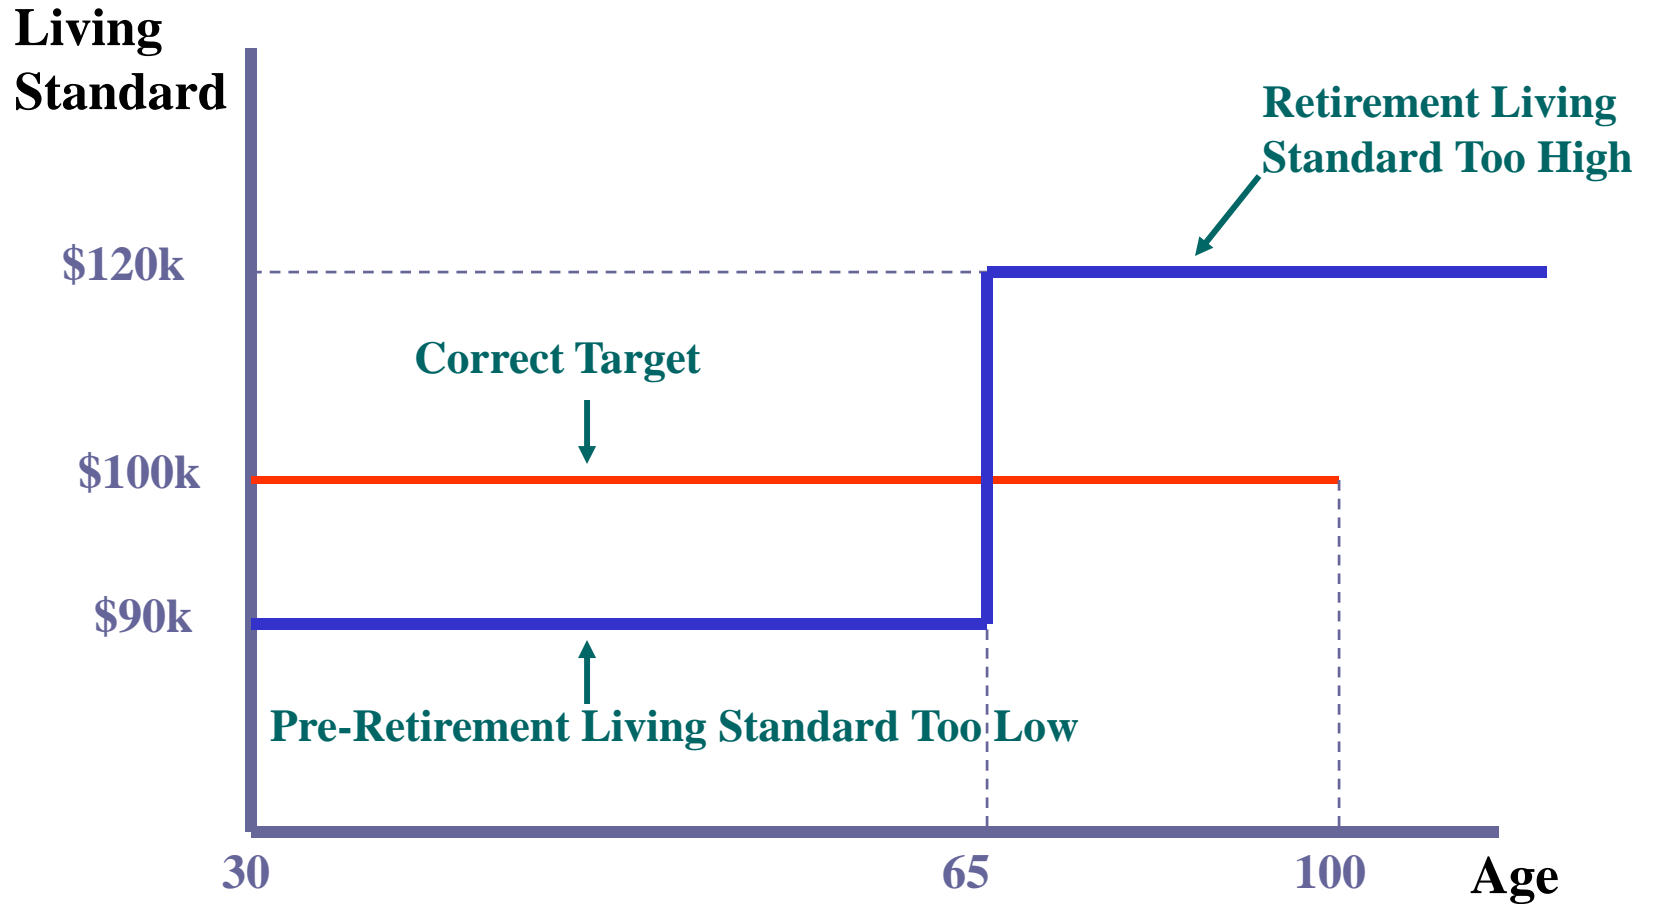 Living
Standard
Retirement Living
Standard Too High
$120k
Correct Target
$100k
$90k
Pre-Retirement Living Standard Too Low
30
65
100
Age